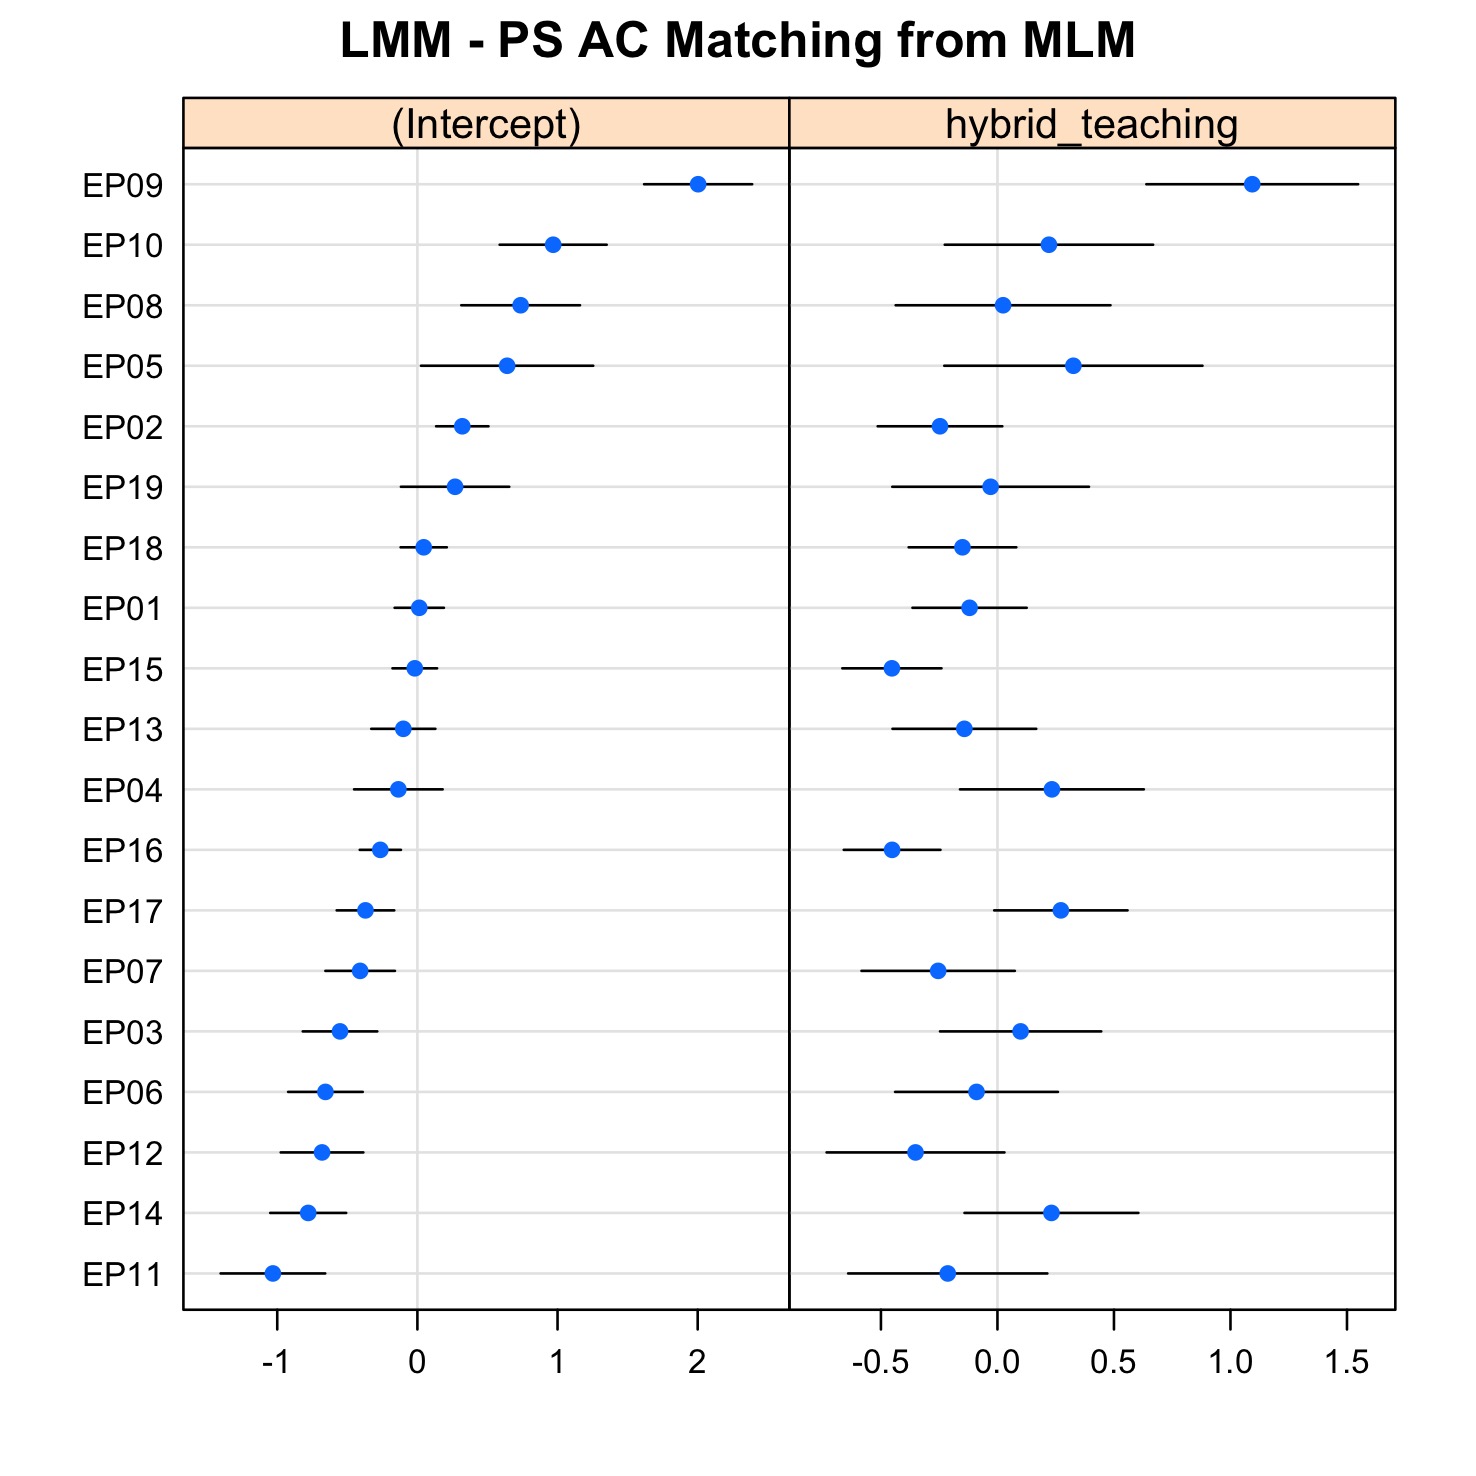 LMM - PS AC Matching from MLM
(Intercept) hybrid_teaching
EP09
EP10
EP08
EP05
EP02
EP19
EP18
EP01
EP15
EP13
EP04
EP16
EP17
EP07
EP03
EP06
EP12
EP14
EP11
-1 0 1 2 -0.5 0.0 0.5 1.0 1.5